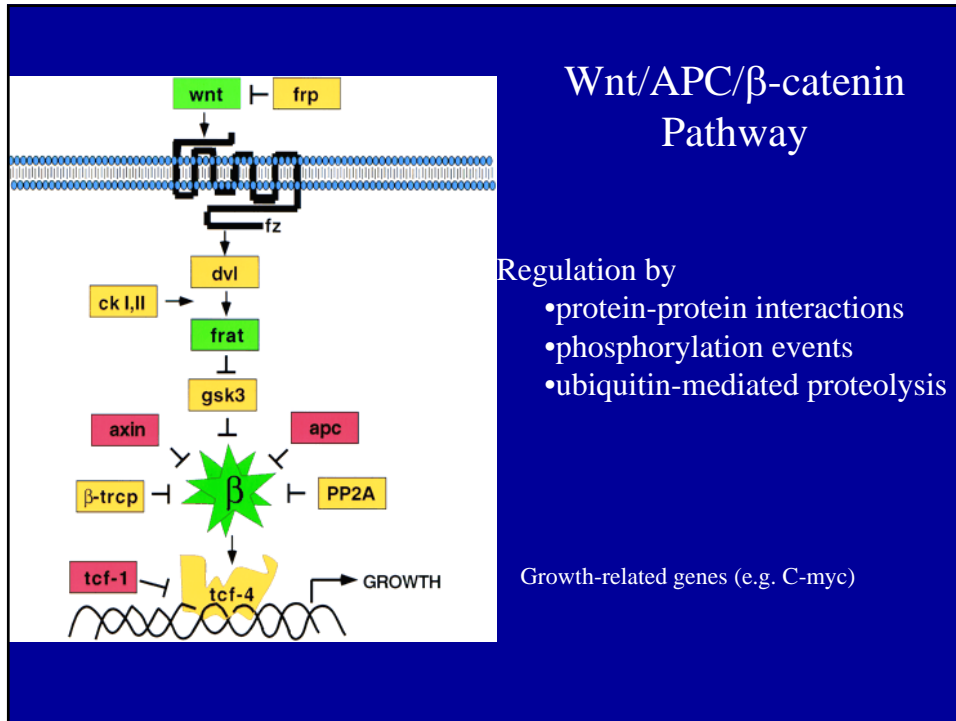 Wnt/APC/β-catenin
Pathway
wnt
frp
fz
dvl
ck I,II
frat
gsk3
axin
apc
β-trcp
β
PP2A
tcf-1
tcf-4
GROWTH
Regulation by
•protein-protein interactions
•phosphorylation events
•ubiquitin-mediated proteolysis
Growth-related genes (e.g. C-myc)